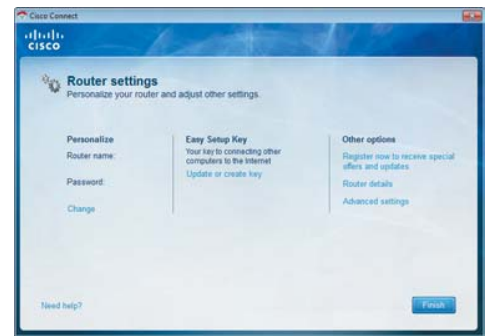 Cisco Connect
CISCO
Router settings
Personalize your router and adjust other settings.
Personalize
Router name:
Password:
Change
Easy Setup Key
Your key to connecting other
computers to the Internet
Update or create key
Other options
Register now to receive special
offers and updates
Router details
Advanced settings
Need help?
Finish